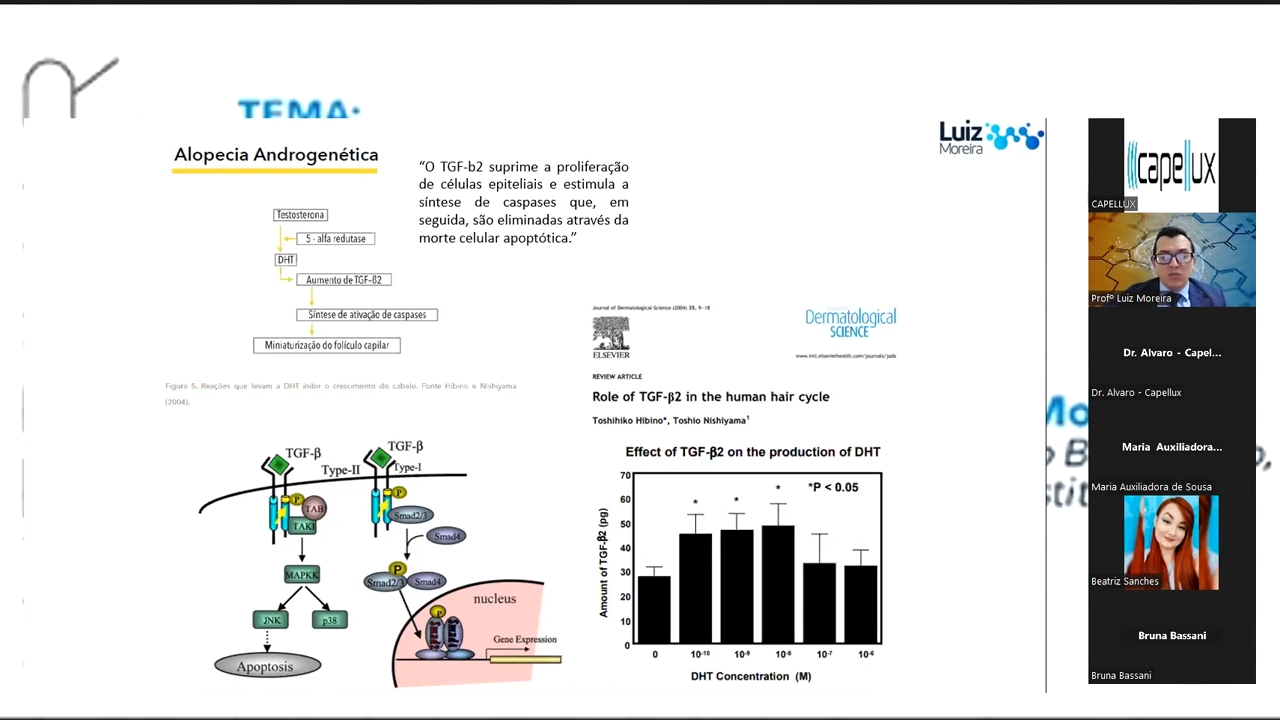 TEMA:
Alopecia Androgenética
Luiz
Moreira
“O TGF-b2 suprime a proliferação
de células epiteliais e estimula a
síntese de caspases que, em
seguida, são eliminadas através da
morte celular apoptótica.”
Testosterona
5 - alfa redutase
DHT
Aumento de TGF-ß2
Síntese de ativação de caspases
Miniaturização do folículo capilar
Figura 5. Reações que levam a DHT inibir o crescimento do cabelo. Fonte Hibino e Nishiyama
(2004).
Journal of Dermatological Science (2004) 35, 9-18
ELSEVIER
Dermatological
SCIENCE
www.intl.elsevierhealth.com/journals/jods
REVIEW ARTICLE
Role of TGF-β2 in the human hair cycle
Toshihiko Hibino*, Toshio Nishiyama¹
TGF-β
Type-II
TGF-β
Type-I
P
TAB
TAK1
P
Smad2/3
Smad4
MAPKK
P
Smad2/3
Smad4
JNK
p38
Apoptosis
nucleus
P
Gene Expression
Effect of TGF-β2 on the production of DHT
*P < 0.05
* * *
Amount of TGF-β2 (pg)
70
60
50
40
30
20
10
0
0 10⁻¹⁰ 10⁻⁹ 10⁻⁸ 10⁻⁷ 10⁻⁶
DHT Concentration (M)
capellux
CAPELLUX
Profº Luiz Moreira
Dr. Alvaro - Capel...
Dr. Alvaro - Capellux
Maria Auxiliadora...
Maria Auxiliadora de Sousa
Beatriz Sanches
Bruna Bassani
Bruna Bassani